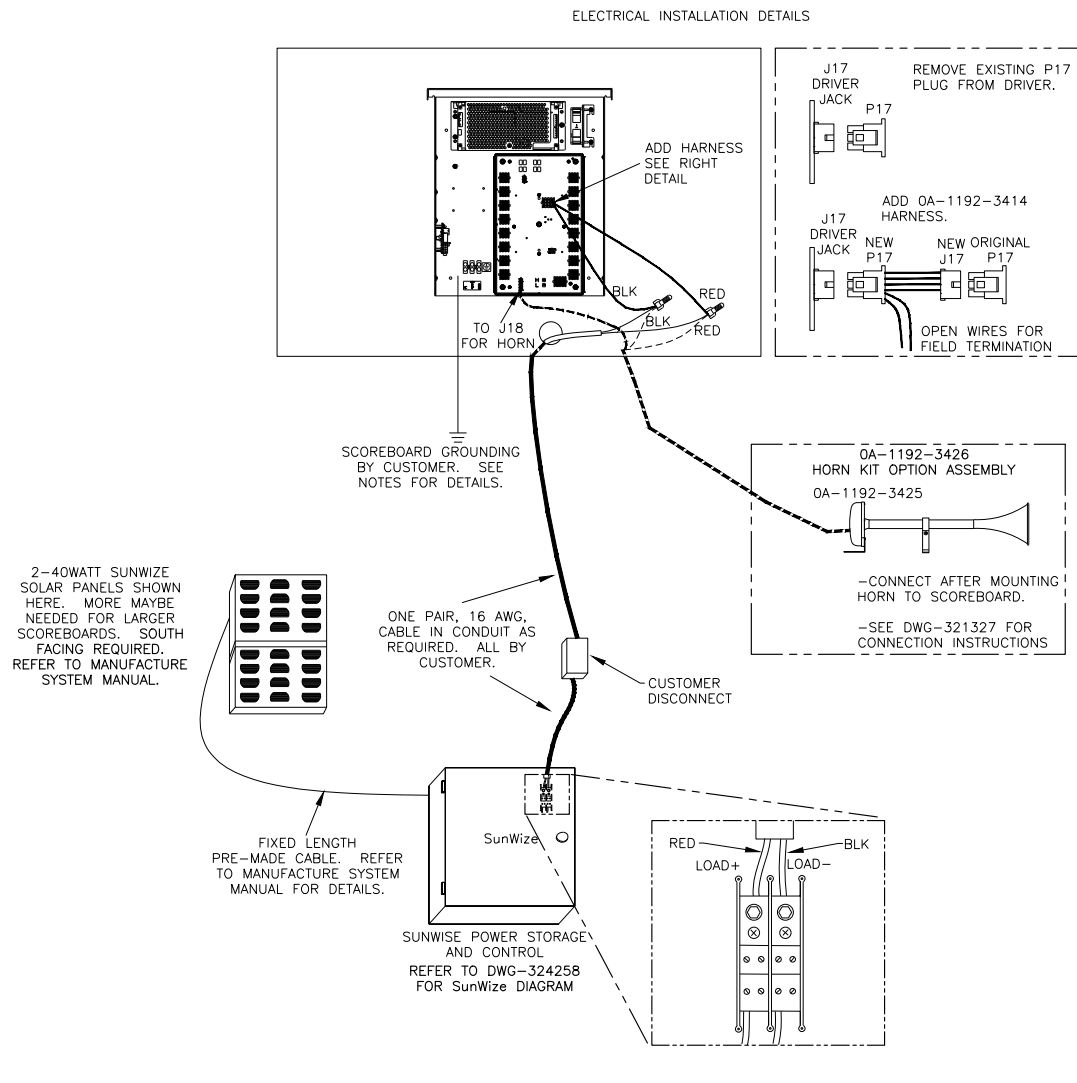 ELECTRICAL INSTALLATION DETAILS
ADD HARNESS
SEE RIGHT
DETAIL
BLK
RED
BLK
RED
TO J18
FOR HORN
J17
DRIVER
JACK
P17
REMOVE EXISTING P17
PLUG FROM DRIVER.
ADD 0A-1192-3414
HARNESS.
J17
DRIVER
JACK
NEW
P17
NEW
J17
ORIGINAL
P17
OPEN WIRES FOR
FIELD TERMINATION
SCOREBOARD GROUNDING
BY CUSTOMER. SEE
NOTES FOR DETAILS.
0A-1192-3426
HORN KIT OPTION ASSEMBLY
0A-1192-3425
-CONNECT AFTER MOUNTING
HORN TO SCOREBOARD.
-SEE DWG-321327 FOR
CONNECTION INSTRUCTIONS
2-40WATT SUNWIZE
SOLAR PANELS SHOWN
HERE. MORE MAYBE
NEEDED FOR LARGER
SCOREBOARDS. SOUTH
FACING REQUIRED.
REFER TO MANUFACTURE
SYSTEM MANUAL.
ONE PAIR, 16 AWG,
CABLE IN CONDUIT AS
REQUIRED. ALL BY
CUSTOMER.
CUSTOMER
DISCONNECT
FIXED LENGTH
PRE-MADE CABLE. REFER
TO MANUFACTURE SYSTEM
MANUAL FOR DETAILS.
SunWize
SUNWISE POWER STORAGE
AND CONTROL
REFER TO DWG-324258
FOR SunWize DIAGRAM
RED
BLK
LOAD+
LOAD-